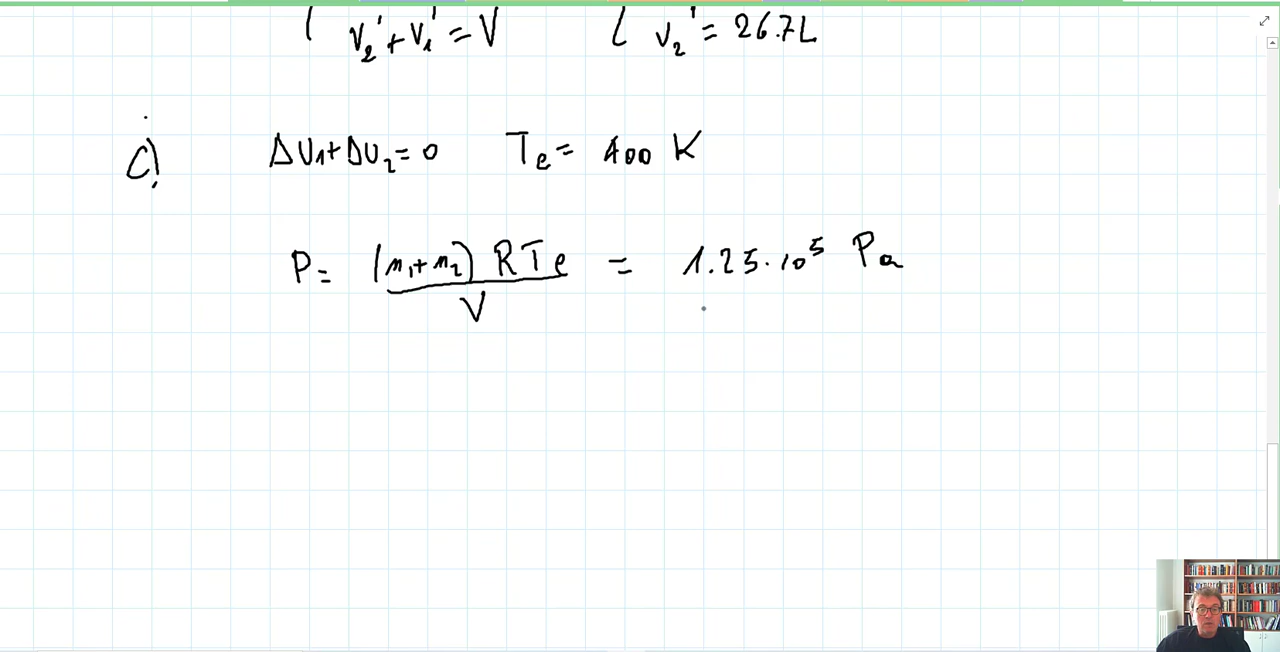 V₂' + V₁' = V V₂' = 26.7L
C) ΔU₁ + ΔU₂ = 0 Te = 400 K
P = (n₁ + n₂) R Te / V = 1.25 · 10⁵ Pa